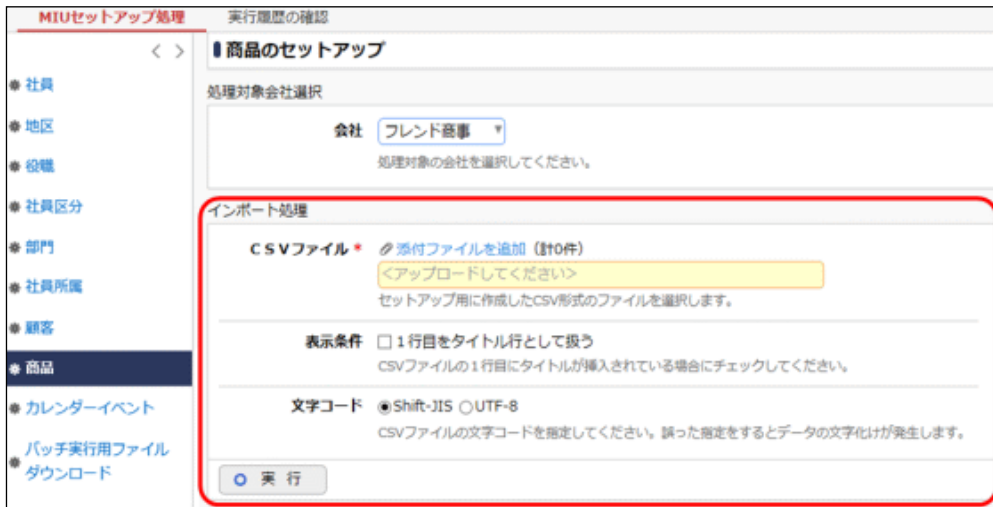 MIUセットアップ処理　実行履歴の確認
< >
商品のセットアップ
社員
地区
役職
社員区分
部門
社員所属
顧客
商品
カレンダーイベント
バッチ実行用ファイル
ダウンロード
処理対象会社選択
会社 フレンド商事
処理対象の会社を選択してください。
インポート処理
CSVファイル * 添付ファイルを追加 (計0件)
<アップロードしてください>
セットアップ用に作成したCSV形式のファイルを選択します。
表示条件 1行目をタイトル行として扱う
CSVファイルの1行目にタイトルが挿入されている場合にチェックしてください。
文字コード Shift-JIS UTF-8
CSVファイルの文字コードを指定してください。誤った指定をするとデータの文字化けが発生します。
実 行